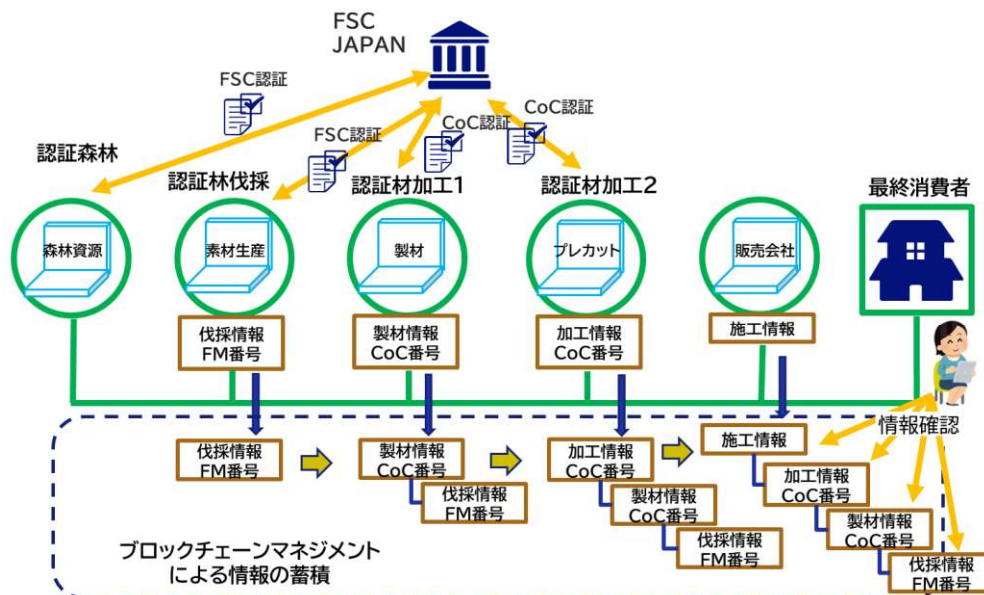 FSC
JAPAN
FSC認証
FSC認証
CoC認証
CoC認証
認証森林
認証林伐採
認証材加工1
認証材加工2
最終消費者
森林資源
素材生産
製材
プレカット
販売会社
伐採情報
FM番号
製材情報
CoC番号
加工情報
CoC番号
施工情報
情報確認
伐採情報
FM番号
製材情報
CoC番号
伐採情報
FM番号
加工情報
CoC番号
製材情報
CoC番号
伐採情報
FM番号
施工情報
加工情報
CoC番号
製材情報
CoC番号
伐採情報
FM番号
ブロックチェーンマネジメント
による情報の蓄積